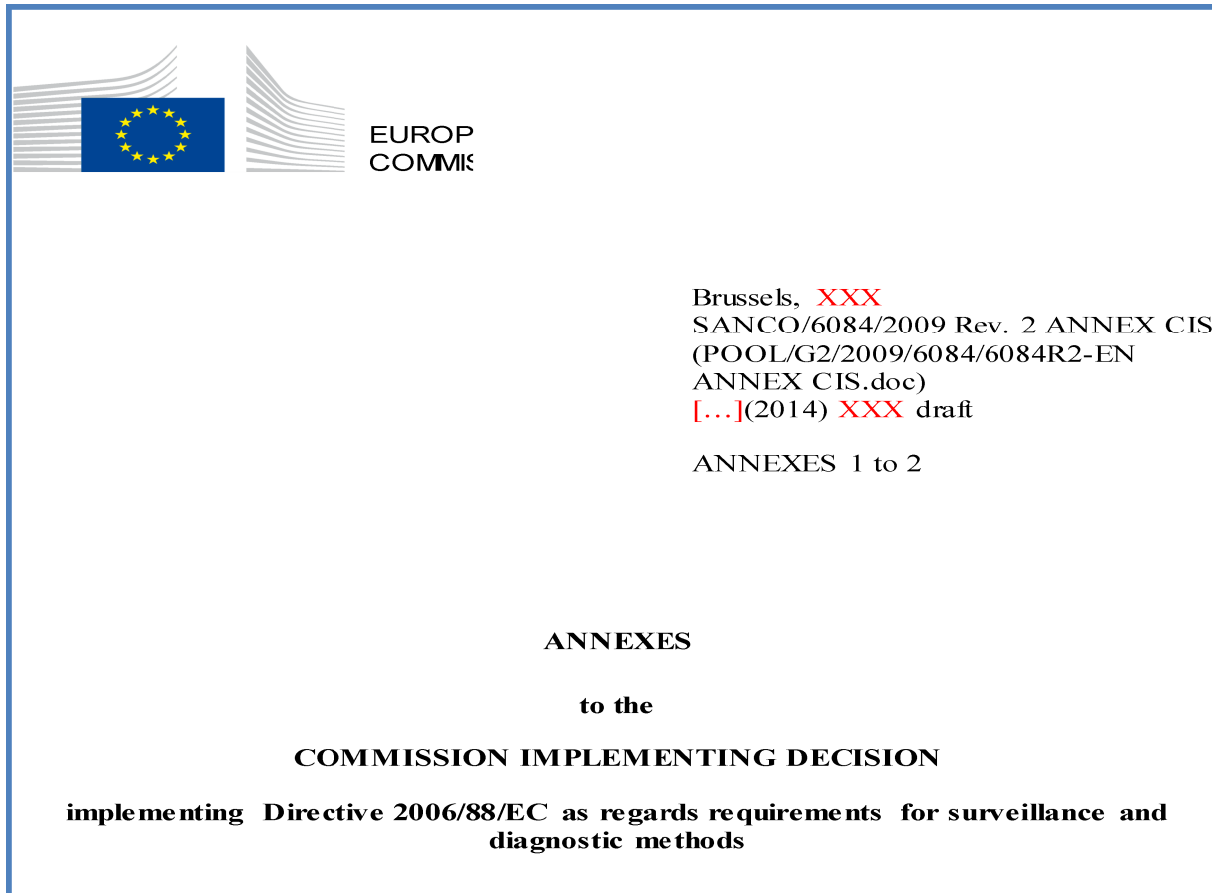 EUROP
COMMIS
Brussels, XXX
SANCO/6084/2009 Rev. 2 ANNEX CIS
(POOL/G2/2009/6084/6084R2-EN
ANNEX CIS.doc)
[…](2014) XXX draft
ANNEXES 1 to 2
ANNEXES
to the
COMMISSION IMPLEMENTING DECISION
implementing Directive 2006/88/EC as regards requirements for surveillance and
diagnostic methods